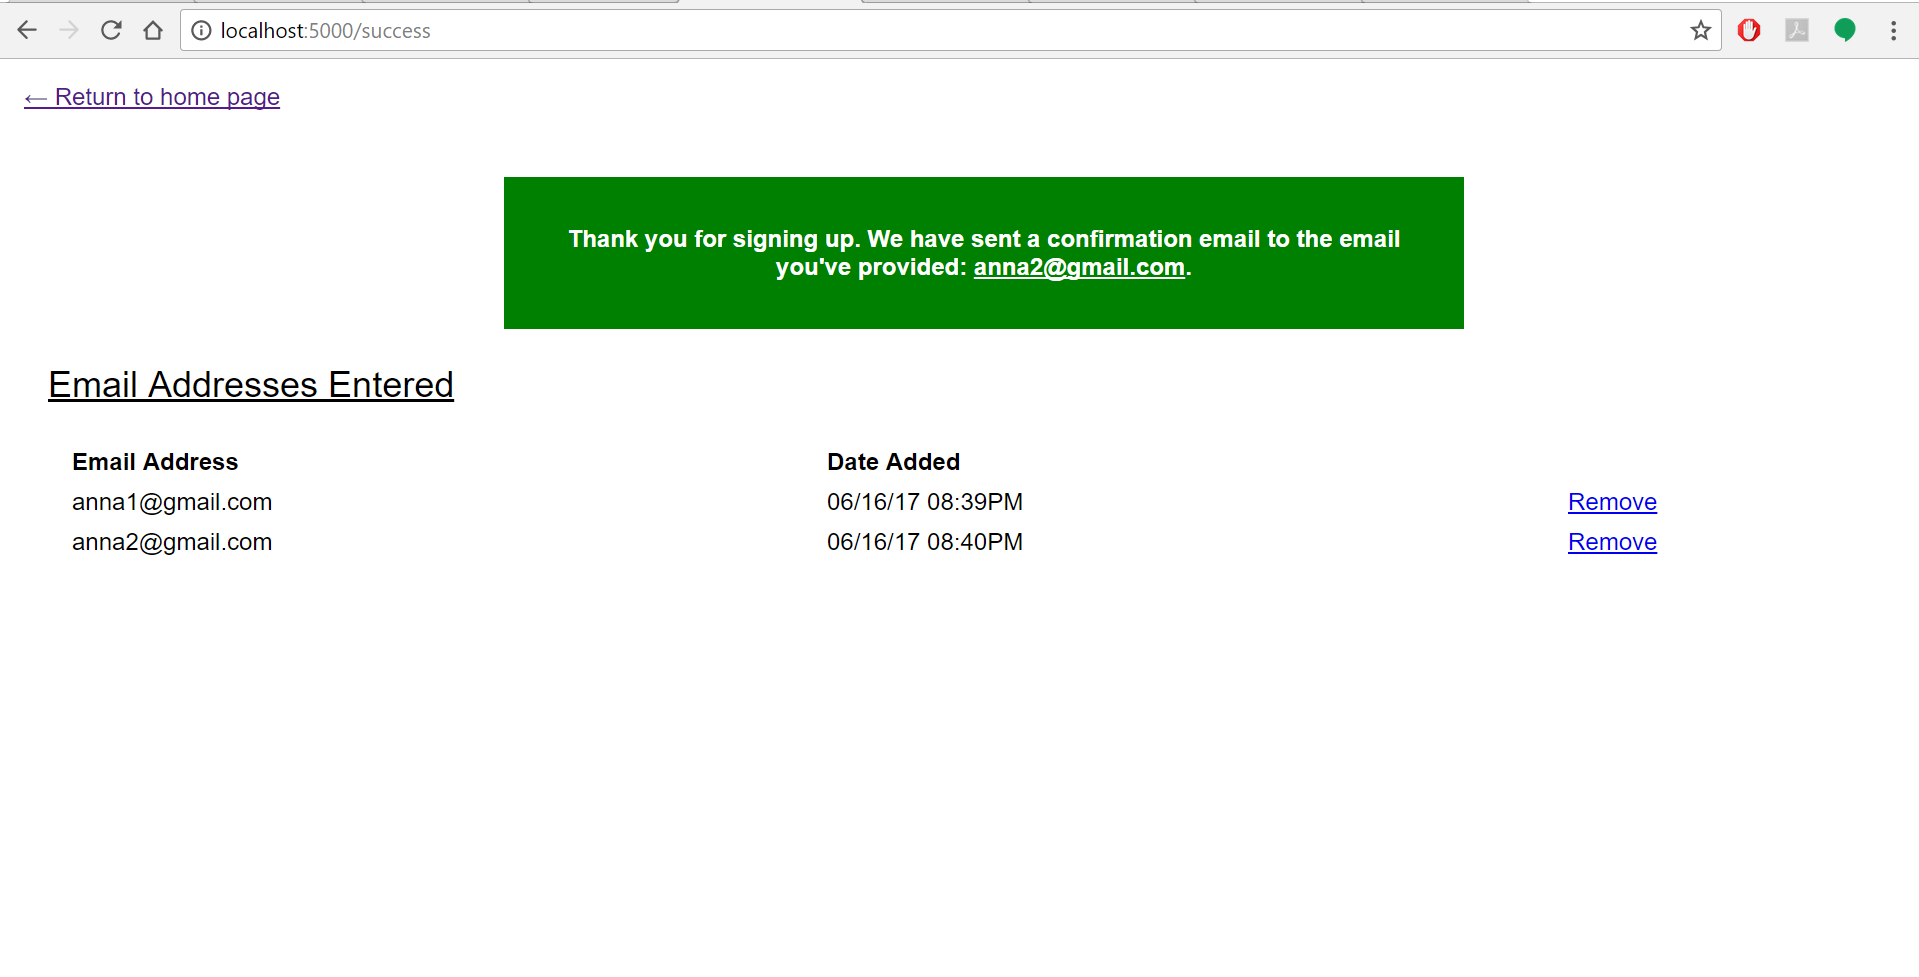 localhost:5000/success
← Return to home page
Thank you for signing up. We have sent a confirmation email to the email
you've provided: anna2@gmail.com.
Email Addresses Entered
Email Address Date Added
anna1@gmail.com 06/16/17 08:39PM Remove
anna2@gmail.com 06/16/17 08:40PM Remove